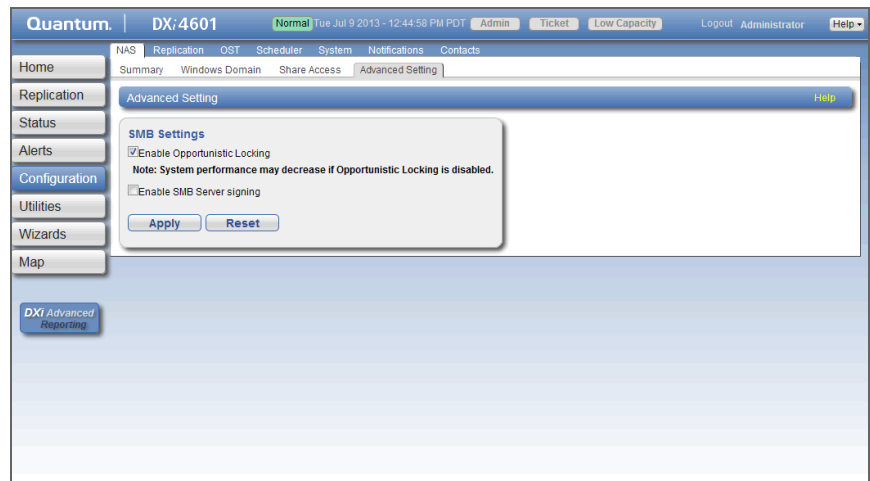 Quantum. DXi4601 Normal Tue Jul 9 2013 - 12:44:58 PM PDT Admin Ticket Low Capacity Logout Administrator Help
NAS Replication OST Scheduler System Notifications Contacts
Summary Windows Domain Share Access Advanced Setting
Home
Replication
Status
Alerts
Configuration
Utilities
Wizards
Map
DXi Advanced
Reporting
Advanced Setting Help
SMB Settings
Enable Opportunistic Locking
Note: System performance may decrease if Opportunistic Locking is disabled.
Enable SMB Server signing
Apply Reset